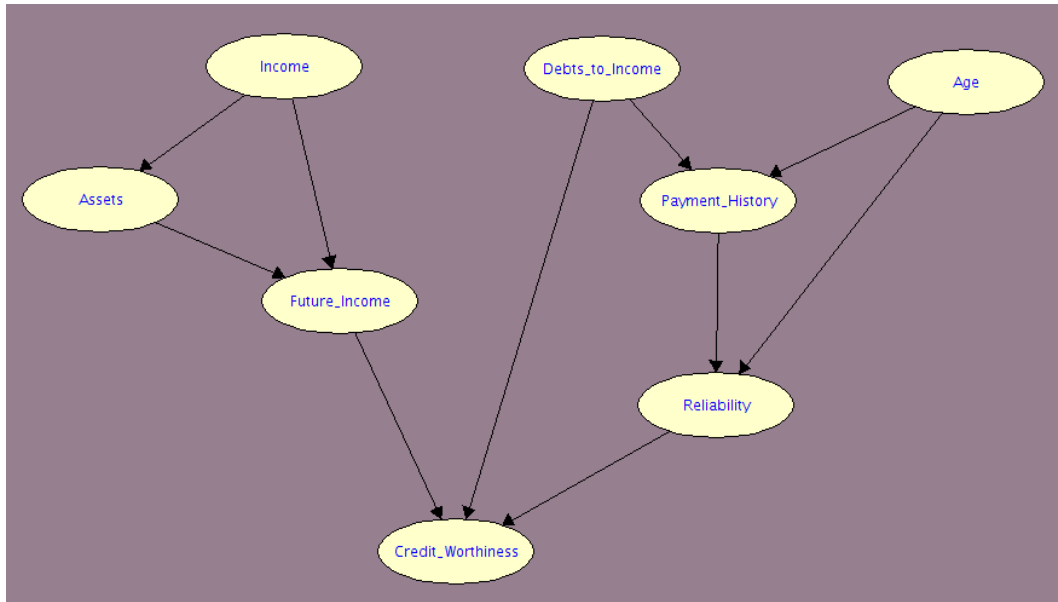 Income
Debts_to_Income
Age
Assets
Payment_History
Future_Income
Reliability
Credit_Worthiness